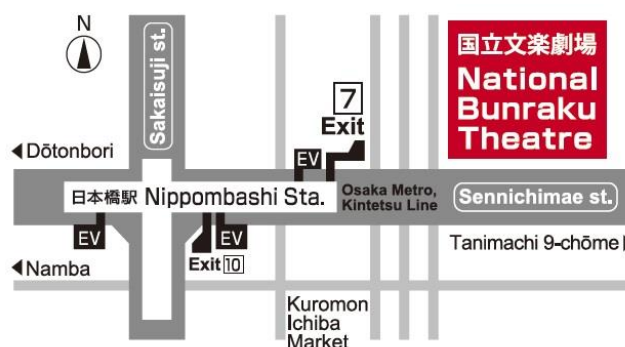 N
Sakaisuji st.
国立文楽劇場
National
Bunraku
Theatre
7
Exit
◀Dōtonbori
EV
日本橋駅 Nippombashi Sta.
Osaka Metro,
Kintetsu Line
Sennichimae st.
EV
EV
Exit 10
Tanimachi 9-chōme
◀Namba
Kuromon
Ichiba
Market